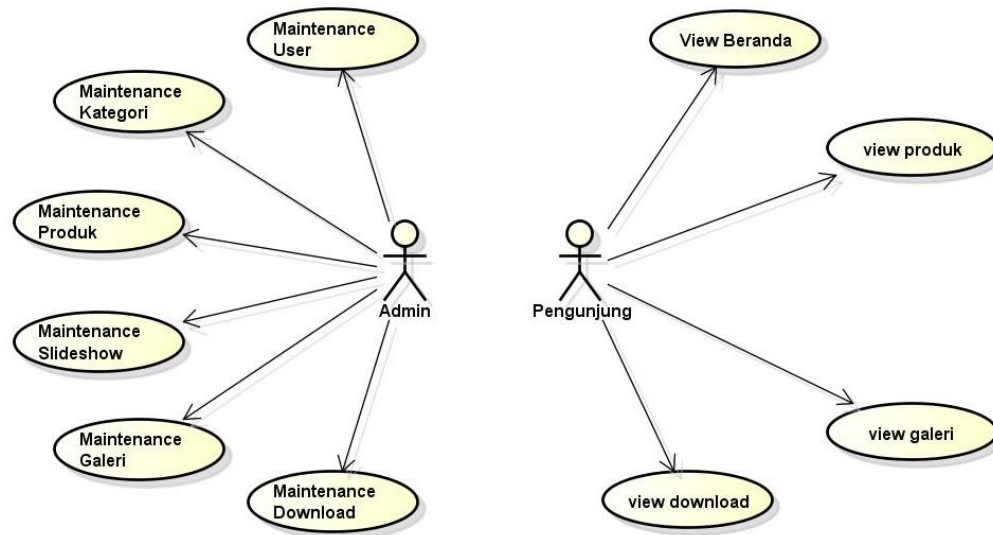 Maintenance
User
View Beranda
Maintenance
Kategori
view produk
Maintenance
Produk
Admin
Pengunjung
Maintenance
Slideshow
Maintenance
Galeri
view galeri
Maintenance
Download
view download